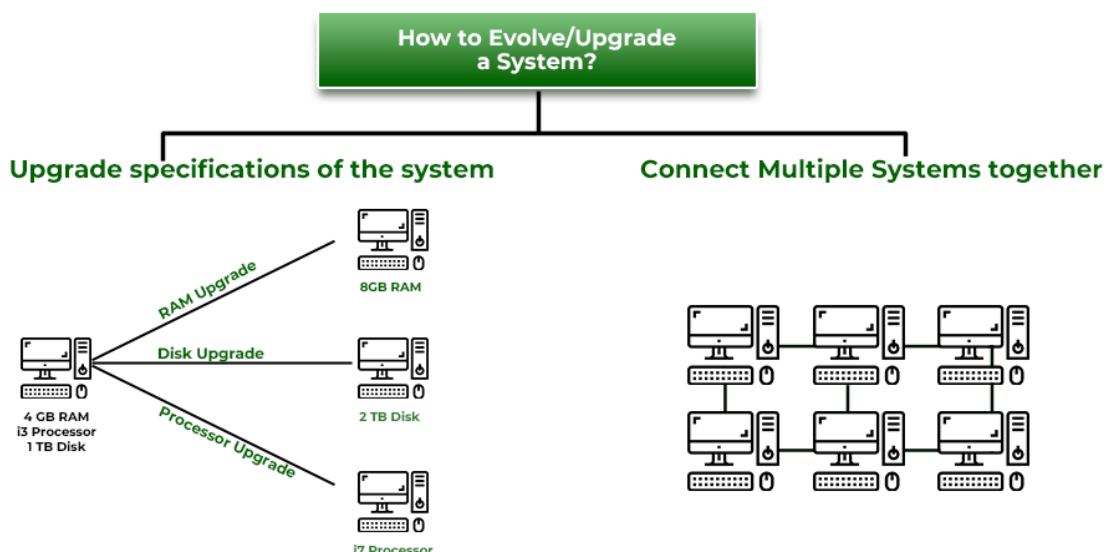 How to Evolve/Upgrade
a System?
Upgrade specifications of the system
Connect Multiple Systems together
RAM Upgrade
8GB RAM
Disk Upgrade
4 GB RAM
i3 Processor
1 TB Disk
2 TB Disk
Processor Upgrade
i7 Processor